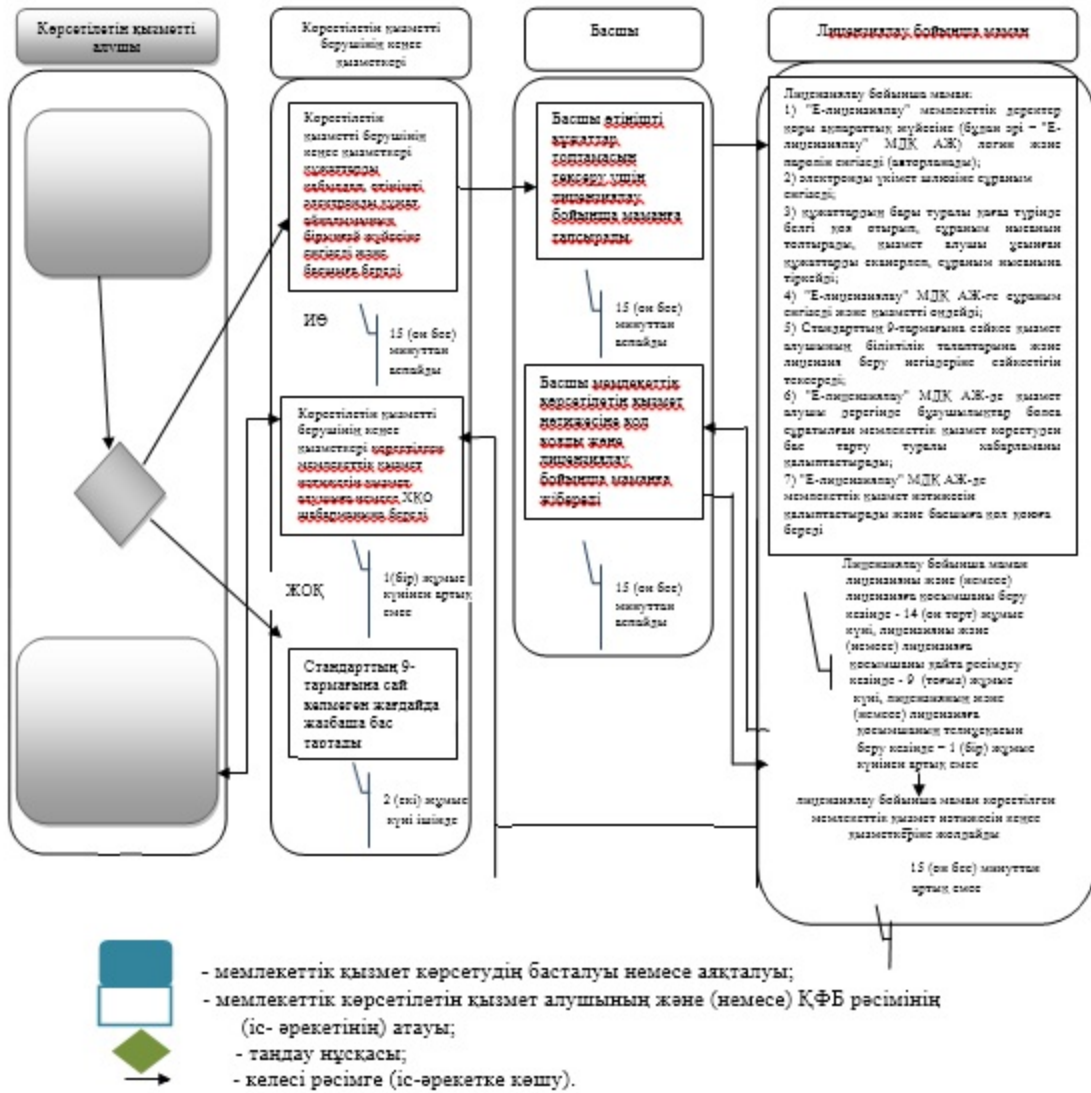 Көрсетілетін қызметті
алушы
Көрсетілетін қызметті
берушінің кеңсе
қызметкері
Басшы
Лицензиялау бойынша маман
Көрсетілетін
қызметті берушінің
кеңсе қызметкері
құжаттарды
қабылдап, өтінішті
электронды құжат
айналымының
бірыңғай жүйесіне
енгізеді және
басшыға береді
ИӘ
15 (он бес)
минуттан
аспайды
Көрсетілетін қызметті
берушінің кеңсе
қызметкері көрсетілген
мемлекеттік қызмет
нәтижесін қызмет
алушыға немесе ХҚО
шабарманына береді
1(бір) жұмыс
күнінен артық
емес
ЖОҚ
Стандарттың 9-
тармағына сай
келмеген жағдайда
жазбаша бас
тартады
2 (екі) жұмыс
күні ішінде
Басшы өтінішті
құжаттар
топтамасын
тексеру үшін
лицензиялау
бойынша маманға
тапсырады
15 (он бес)
минуттан
аспайды
Басшы мемлекеттік
көрсетілетін қызмет
нәтижесіне қол
қояды және
лицензиялау
бойынша маманға
жібереді
15 (он бес)
минуттан
аспайды
Лицензиялау бойынша маман:
1) "Е-лицензиялау" мемлекеттік деректер
қоры ақпараттық жүйесіне (бұдан әрі – "Е-
лицензиялау" МДҚ АЖ) логин және
паролін енгізеді (авторланады);
2) электронды үкімет шлюзіне сұраным
енгізеді;
3) құжаттардың бары туралы қаға түрінде
белгі қоя отырып, сұраным нысанын
толтырады, қызмет алушы ұсынған
құжаттарды сканерлеп, сұраным нысанына
тіркейді;
4) "Е-лицензиялау" МДҚ АЖ-ге сұраным
енгізеді және қызметті өңдейді;
5) Стандарттың 9-тармағына сәйкес қызмет
алушының біліктілік талаптарына және
лицензия беру негіздеріне сәйкестігін
тексереді;
6) "Е-лицензиялау" МДҚ АЖ-де қызмет
алушы дерегінде бұзушылықтар болса
сұратылған мемлекеттік қызмет көрсетуден
бас тарту туралы хабарламаны
қалыптастырады;
7) "Е-лицензиялау" МДҚ АЖ-де
мемлекеттік қызмет нәтижесін
қалыптастырады және басшыға қол қоюға
береді
Лицензиялау бойынша маман
лицензияны және (немесе)
лицензияға қосымшаны беру
кезінде - 14 (он төрт) жұмыс
күні, лицензияны және
(немесе) лицензияға
қосымшаны қайта ресімдеу
кезінде - 9 (тоғыз) жұмыс
күні, лицензияның және
(немесе) лицензияға
қосымшаның телнұсқасын
беру кезінде – 1 (бір) жұмыс
күнінен артық емес
лицензиялау бойынша маман көрсетілген
мемлекеттік қызмет нәтижесін кеңсе
қызметкеріне жолдайды
15 (он бес) минуттан
артық емес
- мемлекеттік қызмет көрсетудің басталуы немесе аяқталуы;
- мемлекеттік көрсетілетін қызмет алушының және (немесе) ҚФБ рәсімінің
(іс- әрекетінің) атауы;
- таңдау нұсқасы;
- келесі рәсімге (іс-әрекетке көшу).